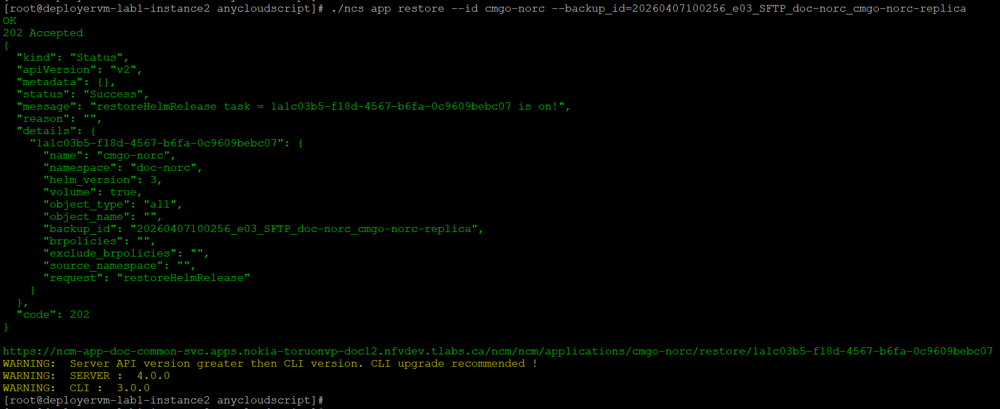 [root@deployervm-lab1-instance2 anycloudscript]# ./ncs app restore --id cmgo-norc --backup_id=20260407100256_e03_SFTP_doc-norc_cmgo-norc-replica
OK
202 Accepted
{
  "kind": "Status",
  "apiVersion": "v2",
  "metadata": {},
  "status": "Success",
  "message": "restoreHelmRelease task = 1a1c03b5-f18d-4567-b6fa-0c9609bebc07 is on!",
  "reason": "",
  "details": {
    "1a1c03b5-f18d-4567-b6fa-0c9609bebc07": {
      "name": "cmgo-norc",
      "namespace": "doc-norc",
      "helm_version": 3,
      "volume": true,
      "object_type": "all",
      "object_name": "",
      "backup_id": "20260407100256_e03_SFTP_doc-norc_cmgo-norc-replica",
      "brpolicies": "",
      "exclude_brpolicies": "",
      "source_namespace": "",
      "request": "restoreHelmRelease"
    }
  },
  "code": 202
}
https://ncm-app-doc-common-svc.apps.nokia-toruonvp-doc12.nfvdev.tlabs.ca/ncm/ncm/applications/cmgo-norc/restore/1a1c03b5-f18d-4567-b6fa-0c9609bebc07
WARNING:  Server API version greater then CLI version. CLI upgrade recommended !
WARNING:  SERVER :  4.0.0
WARNING:  CLI :  3.0.0
[root@deployervm-lab1-instance2 anycloudscript]#